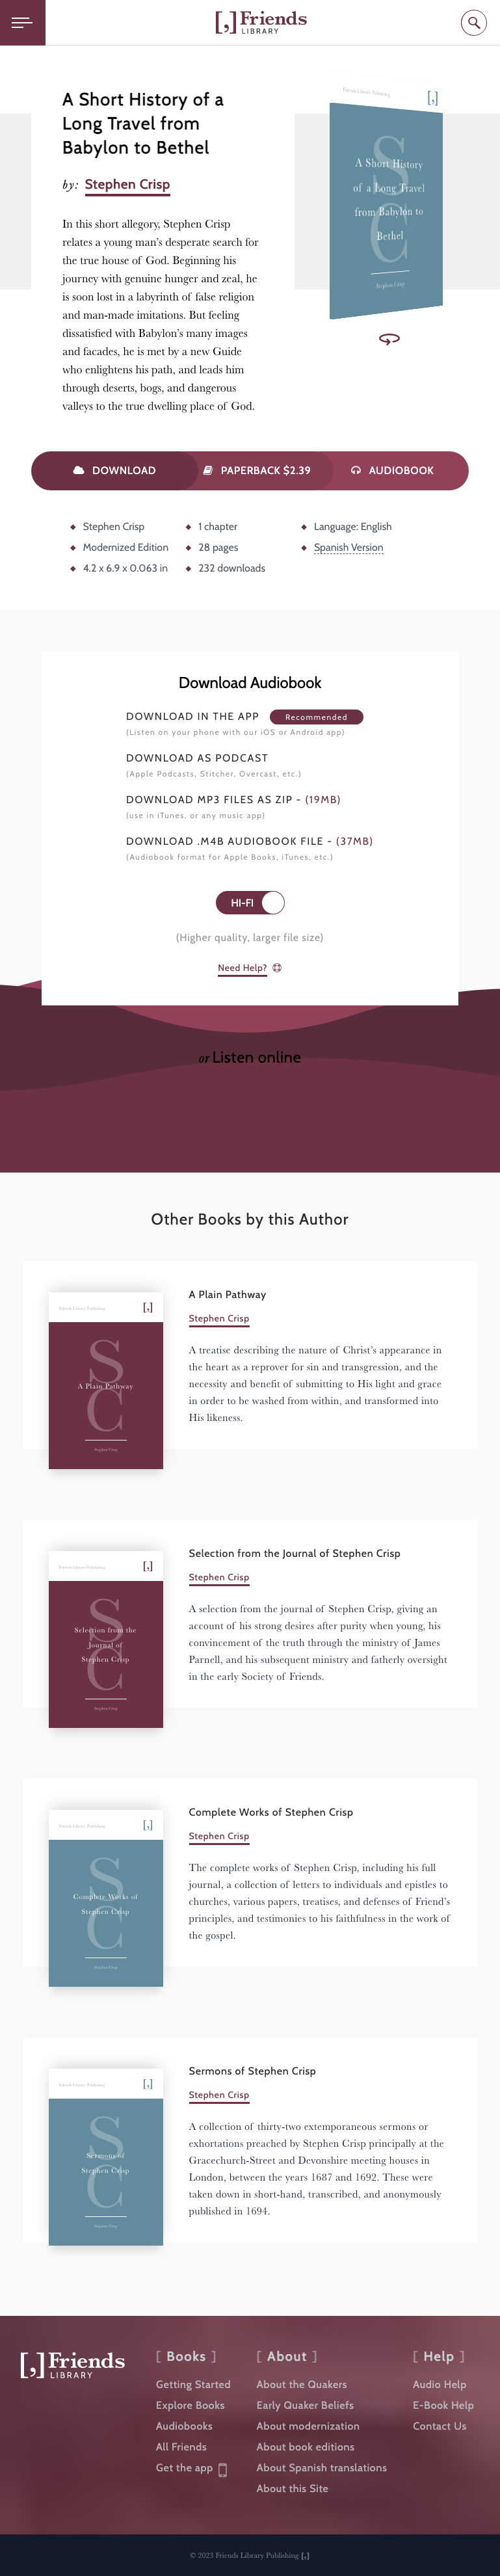 [,] Friends
LIBRARY
A Short History of a
Long Travel from
Babylon to Bethel
by: Stephen Crisp
In this short allegory, Stephen Crisp
relates a young man's desperate search for
the true house of God. Beginning his
journey with genuine hunger and zeal, he
is soon lost in a labyrinth of false religion
and man-made imitations. But feeling
dissatisfied with Babylon's many images
and facades, he is met by a new Guide
who enlightens his path, and leads him
through deserts, bogs, and dangerous
valleys to the true dwelling place of God.
Friends Library Publishing
[,]
S
C
A Short History
of a Long Travel
from Babylon to
Bethel
Stephen Crisp
DOWNLOAD
PAPERBACK $2.39
AUDIOBOOK
Stephen Crisp
Modernized Edition
4.2 x 6.9 x 0.063 in
1 chapter
28 pages
232 downloads
Language: English
Spanish Version
Download Audiobook
DOWNLOAD IN THE APP Recommended
(Listen on your phone with our iOS or Android app)
DOWNLOAD AS PODCAST
(Apple Podcasts, Stitcher, Overcast, etc.)
DOWNLOAD MP3 FILES AS ZIP - (19MB)
(use in iTunes, or any music app)
DOWNLOAD .M4B AUDIOBOOK FILE - (37MB)
(Audiobook format for Apple Books, iTunes, etc.)
HI-FI
(Higher quality, larger file size)
Need Help?
or Listen online
Other Books by this Author
Friends Library Publishing
[,]
S
C
A Plain Pathway
Stephen Crisp
A Plain Pathway
Stephen Crisp
A treatise describing the nature of Christ's appearance in
the heart as a reprover for sin and transgression, and the
necessity and benefit of submitting to His light and grace
in order to be washed from within, and transformed into
His likeness.
Friends Library Publishing
[,]
S
C
Selection from the
Journal of
Stephen Crisp
Stephen Crisp
Selection from the Journal of Stephen Crisp
Stephen Crisp
A selection from the journal of Stephen Crisp, giving an
account of his strong desires after purity when young, his
convincement of the truth through the ministry of James
Parnell, and his subsequent ministry and fatherly oversight
in the early Society of Friends.
Friends Library Publishing
[,]
S
C
Complete Works of
Stephen Crisp
Stephen Crisp
Complete Works of Stephen Crisp
Stephen Crisp
The complete works of Stephen Crisp, including his full
journal, a collection of letters to individuals and epistles to
churches, various papers, treatises, and defenses of Friend's
principles, and testimonies to his faithfulness in the work of
the gospel.
Friends Library Publishing
[,]
S
C
Sermons of
Stephen Crisp
Stephen Crisp
Sermons of Stephen Crisp
Stephen Crisp
A collection of thirty-two extemporaneous sermons or
exhortations preached by Stephen Crisp principally at the
Gracechurch-Street and Devonshire meeting houses in
London, between the years 1687 and 1692. These were
taken down in short-hand, transcribed, and anonymously
published in 1694.
[,] Friends
LIBRARY
[ Books ]
Getting Started
Explore Books
Audiobooks
All Friends
Get the app
[ About ]
About the Quakers
Early Quaker Beliefs
About modernization
About book editions
About Spanish translations
About this Site
[ Help ]
Audio Help
E-Book Help
Contact Us
© 2023 Friends Library Publishing [,]